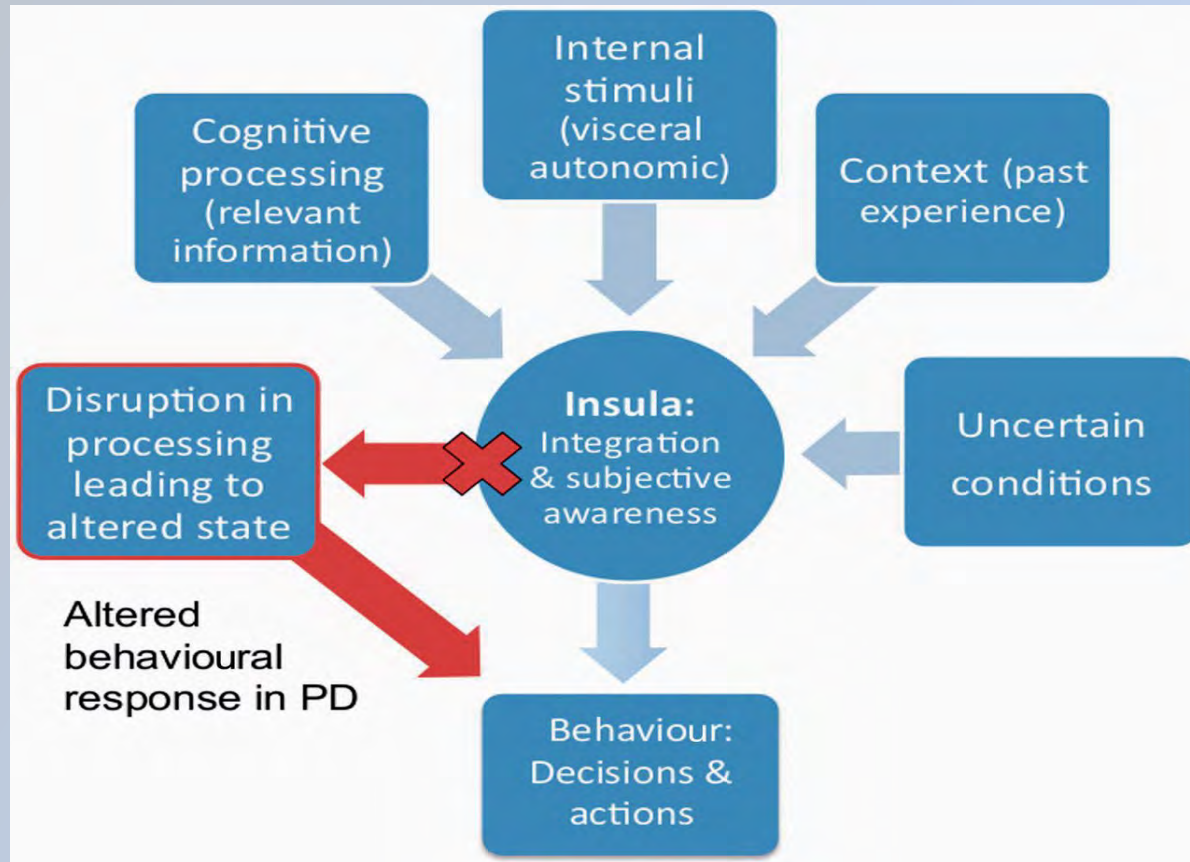 Internal
stimuli
(visceral
autonomic)
Cognitive
processing
(relevant
information)
Context (past
experience)
Disruption in
processing
leading to
altered state
Insula:
Integration
& subjective
awareness
Uncertain
conditions
Altered
behavioural
response in PD
Behaviour:
Decisions &
actions